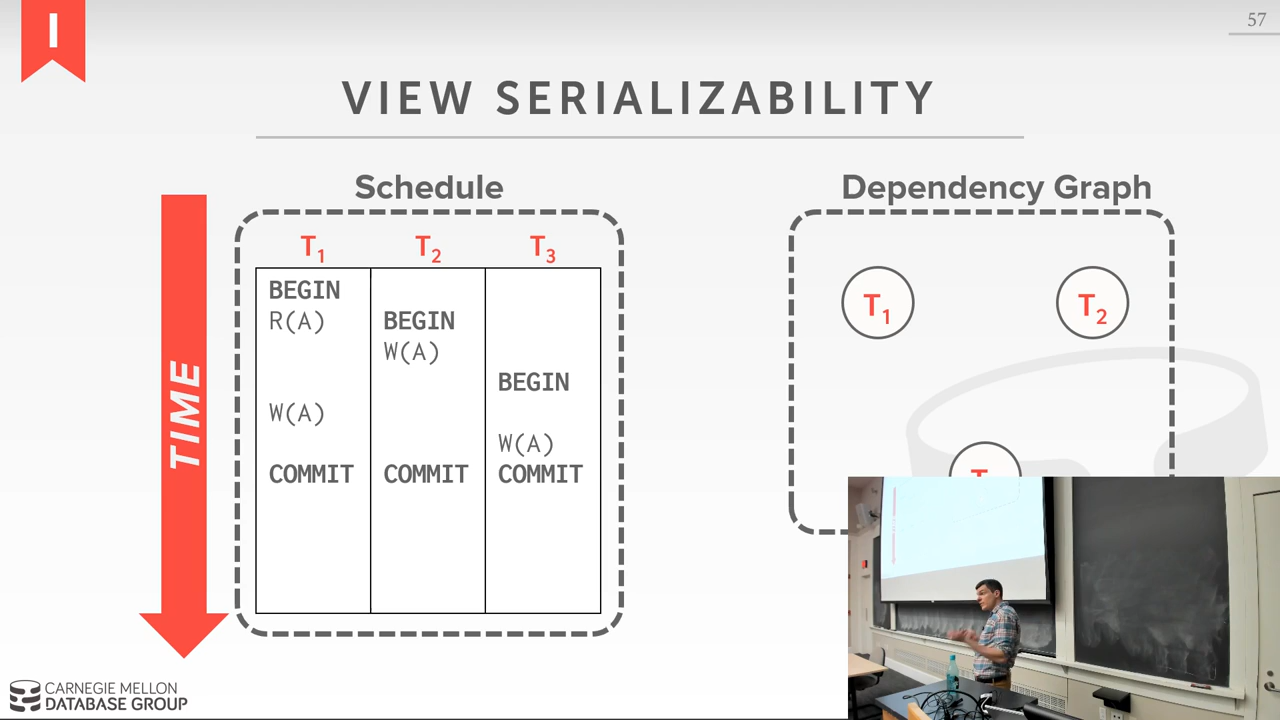 I
57
VIEW SERIALIZABILITY
Schedule
Dependency Graph
TIME
T1 T2 T3
BEGIN
R(A) BEGIN
W(A)
BEGIN
W(A)
W(A)
COMMIT COMMIT COMMIT
T1 T2
CARNEGIE MELLON
DATABASE GROUP